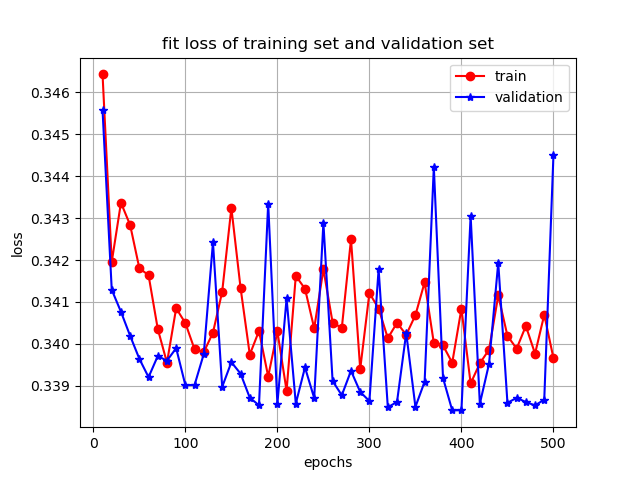 fit loss of training set and validation set
train
validation
0.346
0.345
0.344
0.343
0.342
0.341
0.340
0.339
loss
0
100
200
300
400
500
epochs